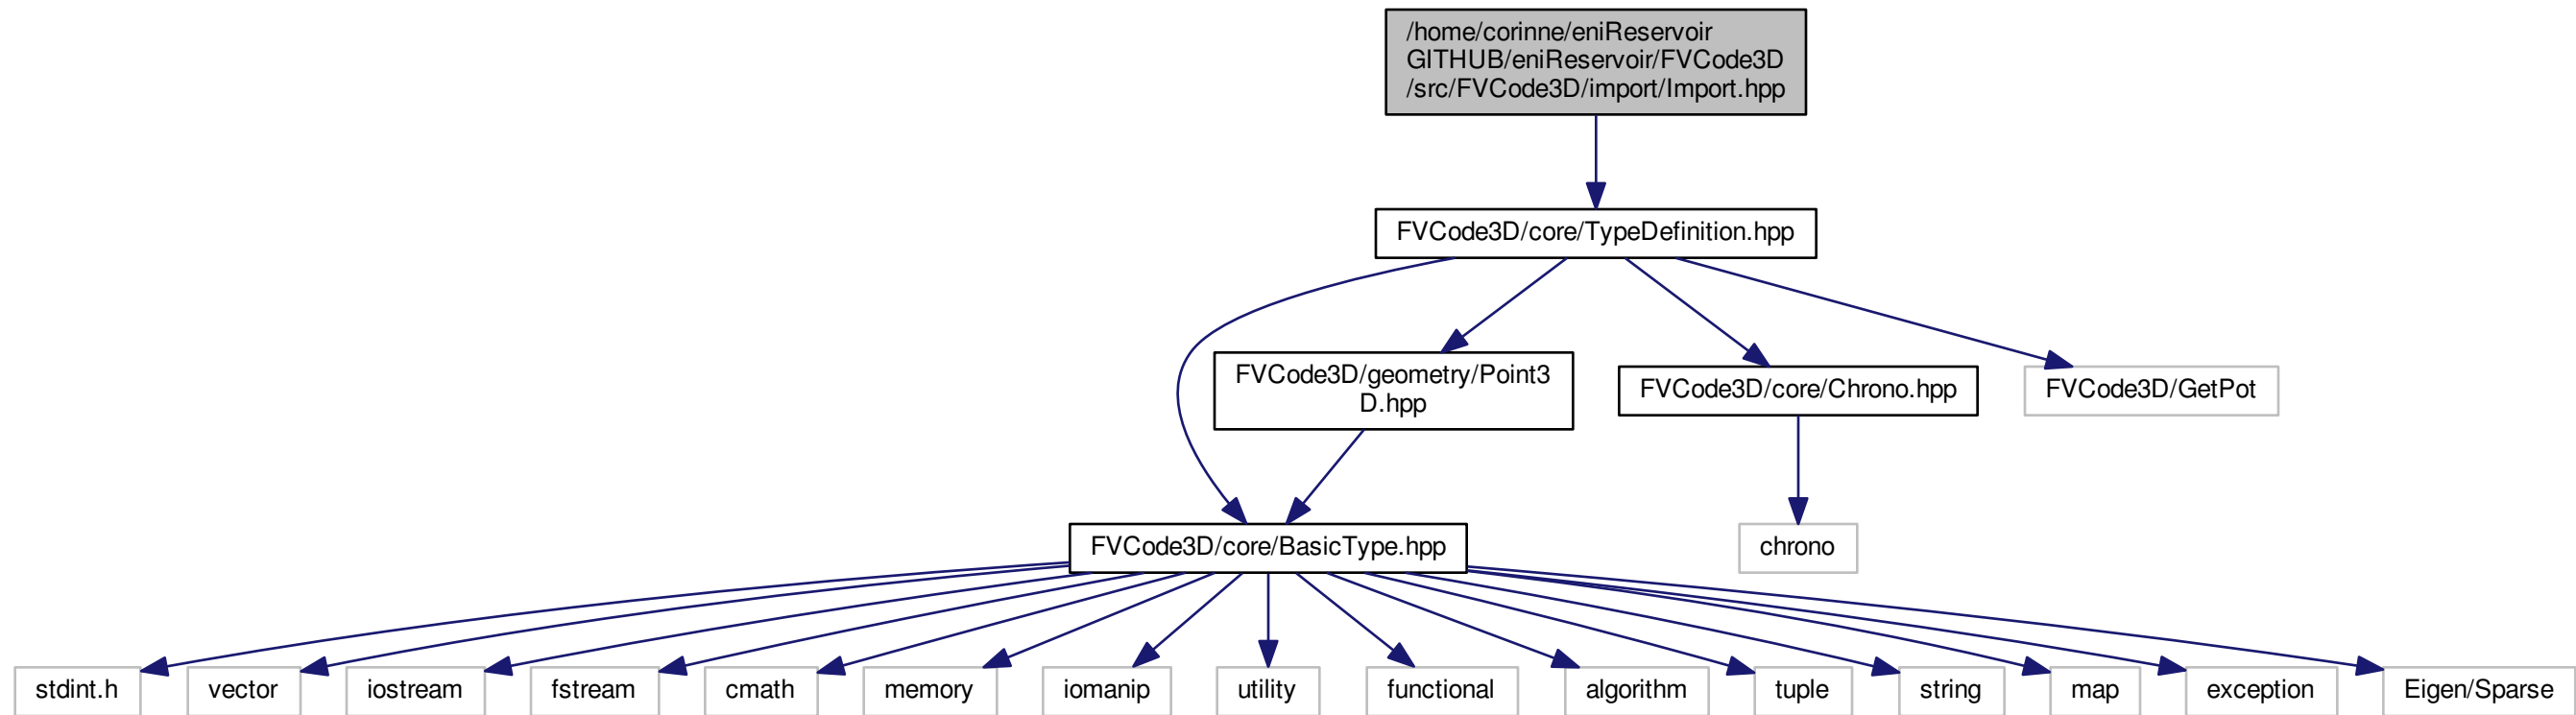 /home/corinne/eniReservoir
GITHUB/eniReservoir/FVCode3D
/src/FVCode3D/import/Import.hpp
FVCode3D/core/TypeDefinition.hpp
FVCode3D/geometry/Point3
D.hpp
FVCode3D/core/Chrono.hpp
FVCode3D/GetPot
FVCode3D/core/BasicType.hpp
chrono
stdint.h
vector
iostream
fstream
cmath
memory
iomanip
utility
functional
algorithm
tuple
string
map
exception
Eigen/Sparse